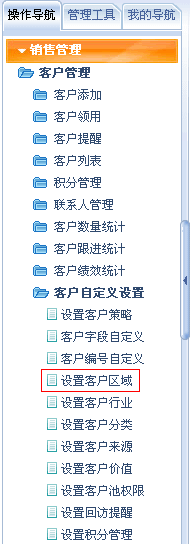 操作导航 管理工具 我的导航
销售管理
客户管理
客户添加
客户领用
客户提醒
客户列表
积分管理
联系人管理
客户数量统计
客户跟进统计
客户绩效统计
客户自定义设置
设置客户策略
客户字段自定义
客户编号自定义
设置客户区域
设置客户行业
设置客户分类
设置客户来源
设置客户价值
设置客户池权限
设置回访提醒
设置积分管理